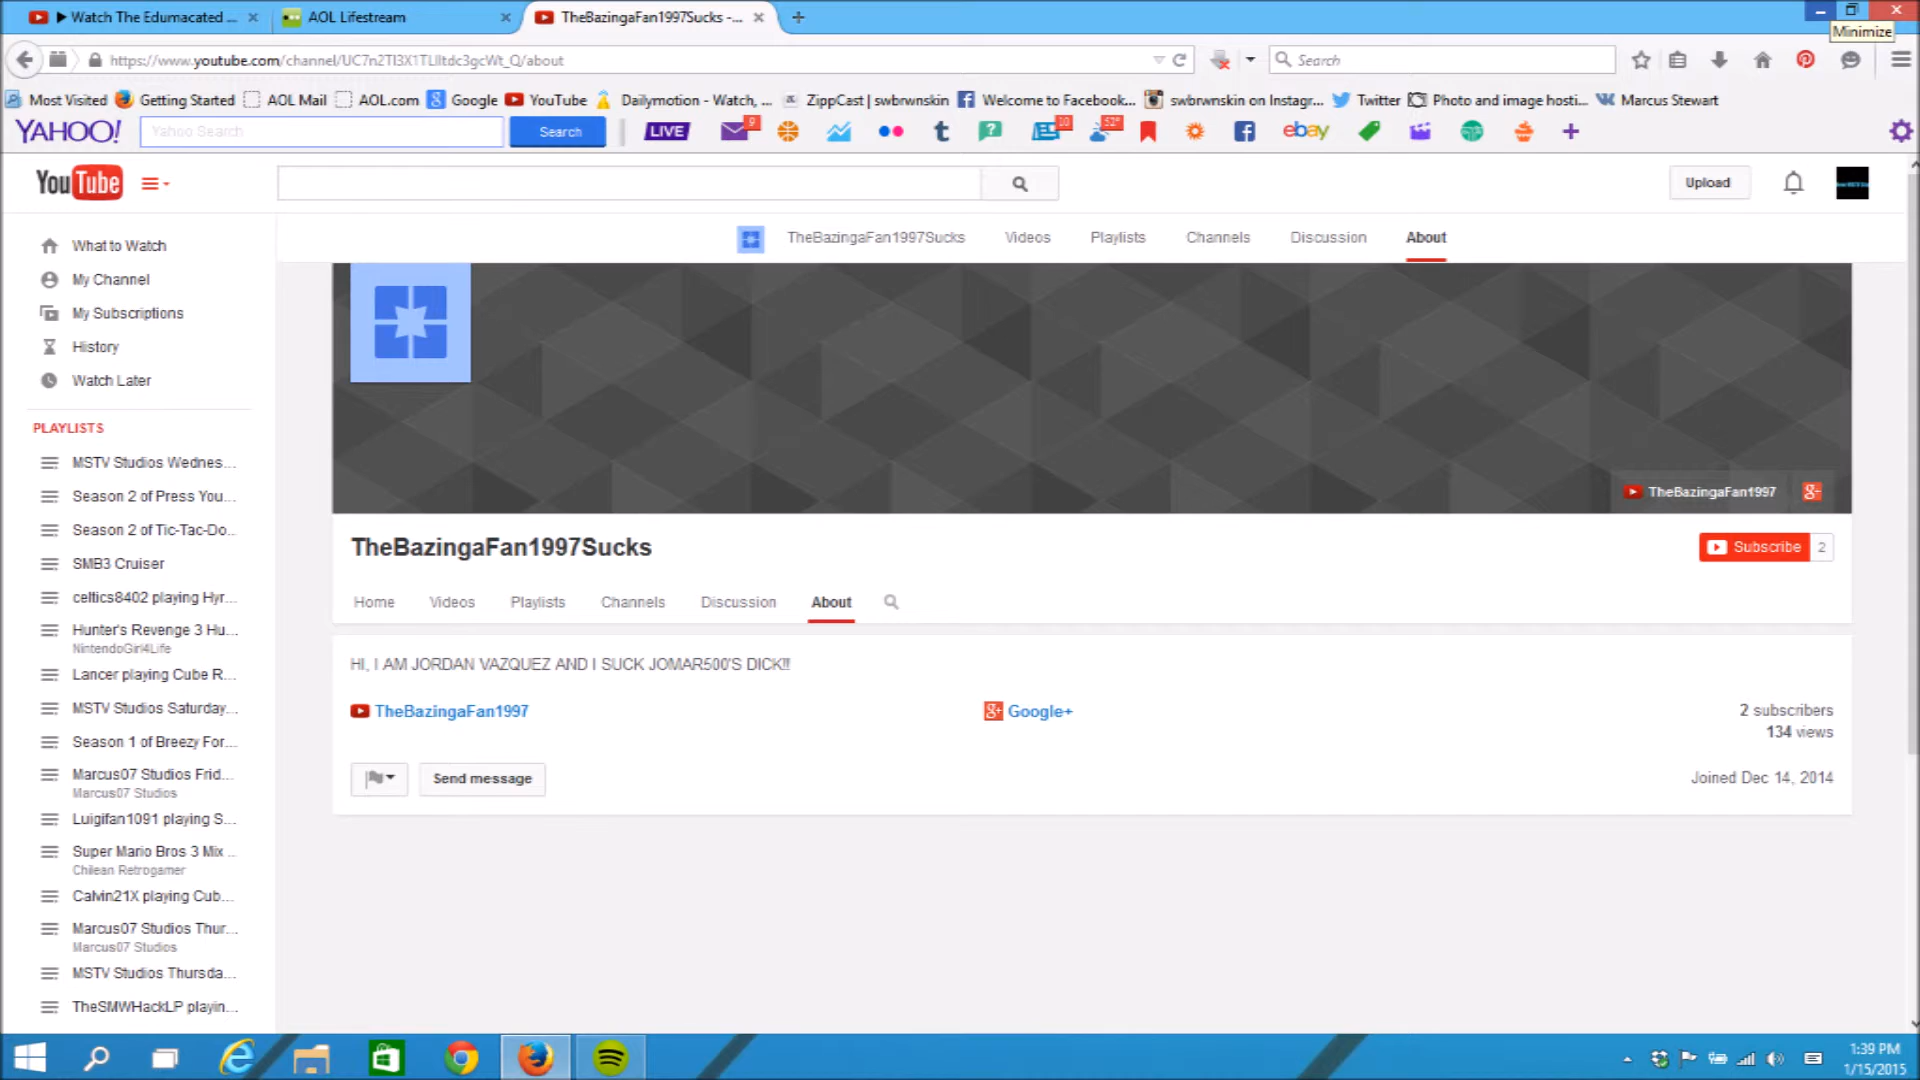 Watch The Edumacated ...
AOL Lifestream
TheBazingaFan1997Sucks -...
Minimize
https://www.youtube.com/channel/
/about
Search
Most Visited
Getting Started
AOL Mail
AOL.com
Google
YouTube
Dailymotion - Watch, ...
ZippCast | swbrwnskin
Welcome to Facebook...
swbrwnskin on Instagr...
Twitter
Photo and image hosti...
Marcus Stewart
YAHOO!
Yahoo Search
Search
LIVE
9
10
52°
ebay
YouTube
Upload
TheBazingaFan1997Sucks
Videos
Playlists
Channels
Discussion
About
What to Watch
My Channel
My Subscriptions
History
Watch Later
PLAYLISTS
MSTV Studios Wednes...
Season 2 of Press You...
Season 2 of Tic-Tac-Do...
SMB3 Cruiser
celtics8402 playing Hyr...
Hunter's Revenge 3 Hu...
NintendoGirl4Life
Lancer playing Cube R...
MSTV Studios Saturday...
Season 1 of Breezy For...
Marcus07 Studios Frid...
Marcus07 Studios
Luigifan1091 playing S...
Super Mario Bros 3 Mix ...
Chilean Retrogamer
Calvin21X playing Cub...
Marcus07 Studios Thur...
Marcus07 Studios
MSTV Studios Thursda...
TheSMWHackLP playin...
TheBazingaFan1997
TheBazingaFan1997Sucks
Subscribe
2
Home
Videos
Playlists
Channels
Discussion
About
HI, I AM JORDAN VAZQUEZ AND I SUCK JOMAR500'S DICK!!
TheBazingaFan1997
Google+
2 subscribers
134 views
Send message
Joined Dec 14, 2014
1:39 PM
1/15/2015